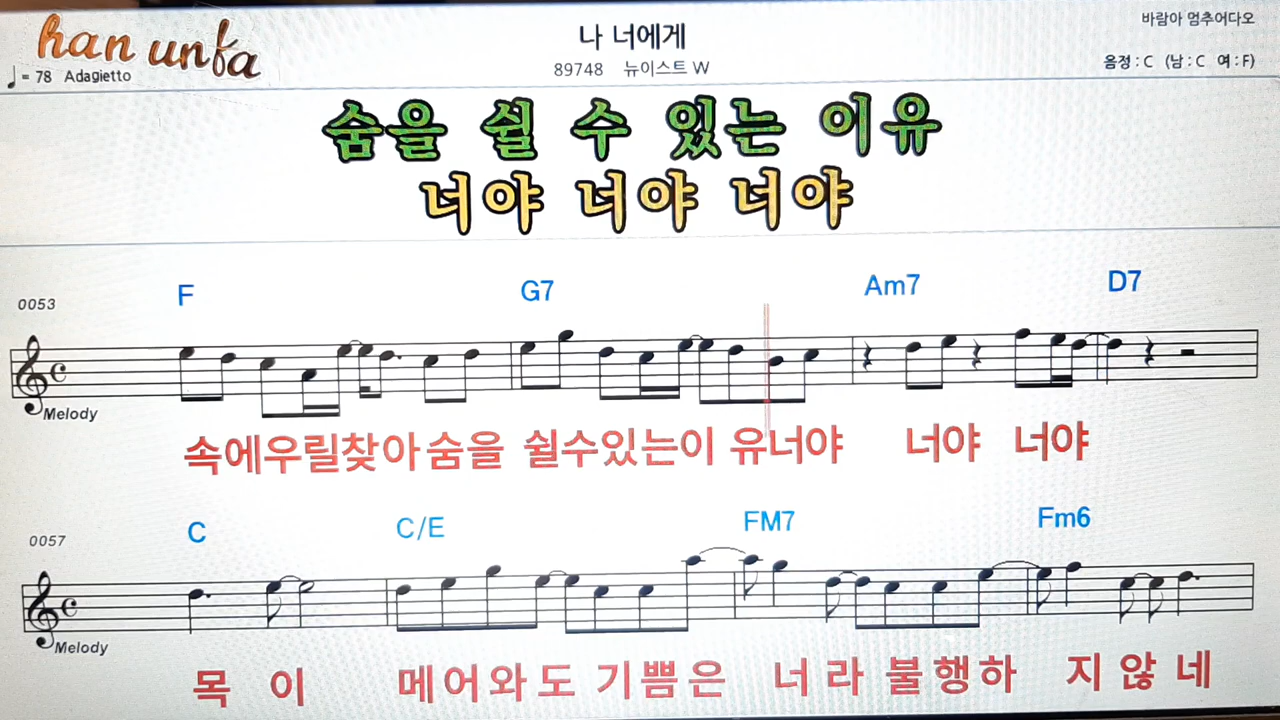 han unfa
♩= 78 Adagietto
나 너에게
89748 뉴이스트 W
바람아 멈추어다오
음정 : C (남 : C 여 : F)
숨을 쉴 수 있는 이유
너야 너야 너야
0053
F G7 Am7 D7
Melody
속에우릴찾아숨을 쉴수있는이 유너야 너야 너야
0057
C C/E FM7 Fm6
Melody
목 이 메어와도 기쁨은 너 라 불행하 지 않 네